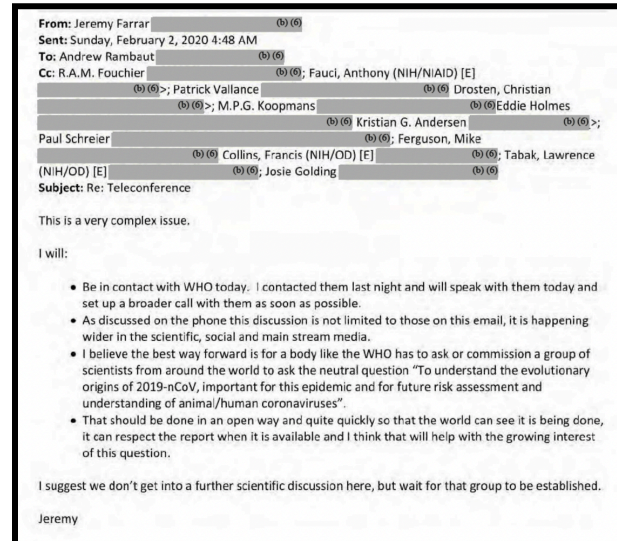 From: Jeremy Farrar (b) (6)
Sent: Sunday, February 2, 2020 4:48 AM
To: Andrew Rambaut (b) (6)
Cc: R.A.M. Fouchier (b) (6); Fauci, Anthony (NIH/NIAID) [E]
(b) (6)>; Patrick Vallance (b) (6) Drosten, Christian
(b) (6)>; M.P.G. Koopmans (b) (6)Eddie Holmes
(b) (6) Kristian G. Andersen (b) (6)>;
Paul Schreier (b) (6); Ferguson, Mike
(b) (6) Collins, Francis (NIH/OD) [E] (b) (6); Tabak, Lawrence
(NIH/OD) [E] (b) (6); Josie Golding (b) (6)
Subject: Re: Teleconference
This is a very complex issue.
I will:
• Be in contact with WHO today. I contacted them last night and will speak with them today and
set up a broader call with them as soon as possible.
• As discussed on the phone this discussion is not limited to those on this email, it is happening
wider in the scientific, social and main stream media.
• I believe the best way forward is for a body like the WHO has to ask or commission a group of
scientists from around the world to ask the neutral question “To understand the evolutionary
origins of 2019-nCoV, important for this epidemic and for future risk assessment and
understanding of animal/human coronaviruses”.
• That should be done in an open way and quite quickly so that the world can see it is being done,
it can respect the report when it is available and I think that will help with the growing interest
of this question.
I suggest we don’t get into a further scientific discussion here, but wait for that group to be established.
Jeremy